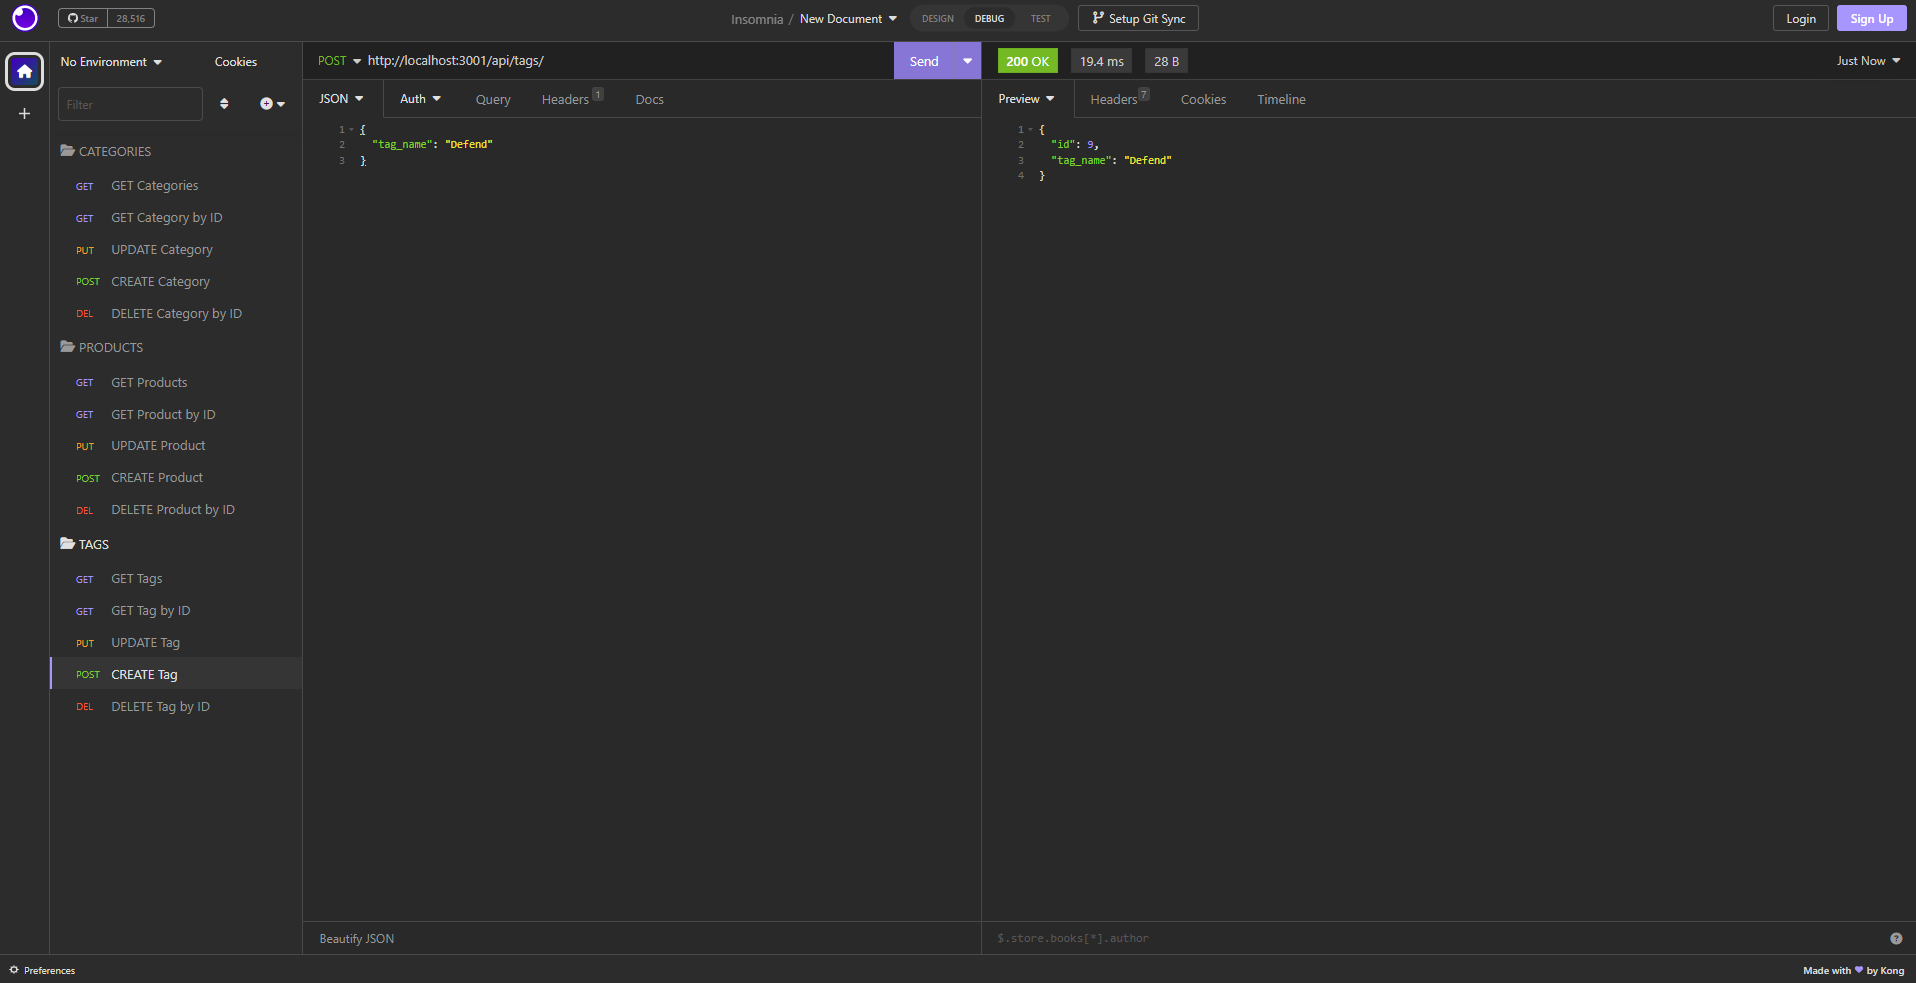 Star 28,516
Insomnia / New Document
DESIGN DEBUG TEST
Setup Git Sync
Login Sign Up
No Environment Cookies
Filter
CATEGORIES
GET GET Categories
GET GET Category by ID
PUT UPDATE Category
POST CREATE Category
DEL DELETE Category by ID
PRODUCTS
GET GET Products
GET GET Product by ID
PUT UPDATE Product
POST CREATE Product
DEL DELETE Product by ID
TAGS
GET GET Tags
GET GET Tag by ID
PUT UPDATE Tag
POST CREATE Tag
DEL DELETE Tag by ID
POST http://localhost:3001/api/tags/ Send
JSON Auth Query Headers 1 Docs
1 {
2 "tag_name": "Defend"
3 }
Beautify JSON
200 OK 19.4 ms 28 B Just Now
Preview Headers 7 Cookies Timeline
1 {
2 "id": 9,
3 "tag_name": "Defend"
4 }
$.store.books[*].author
Preferences
Made with by Kong